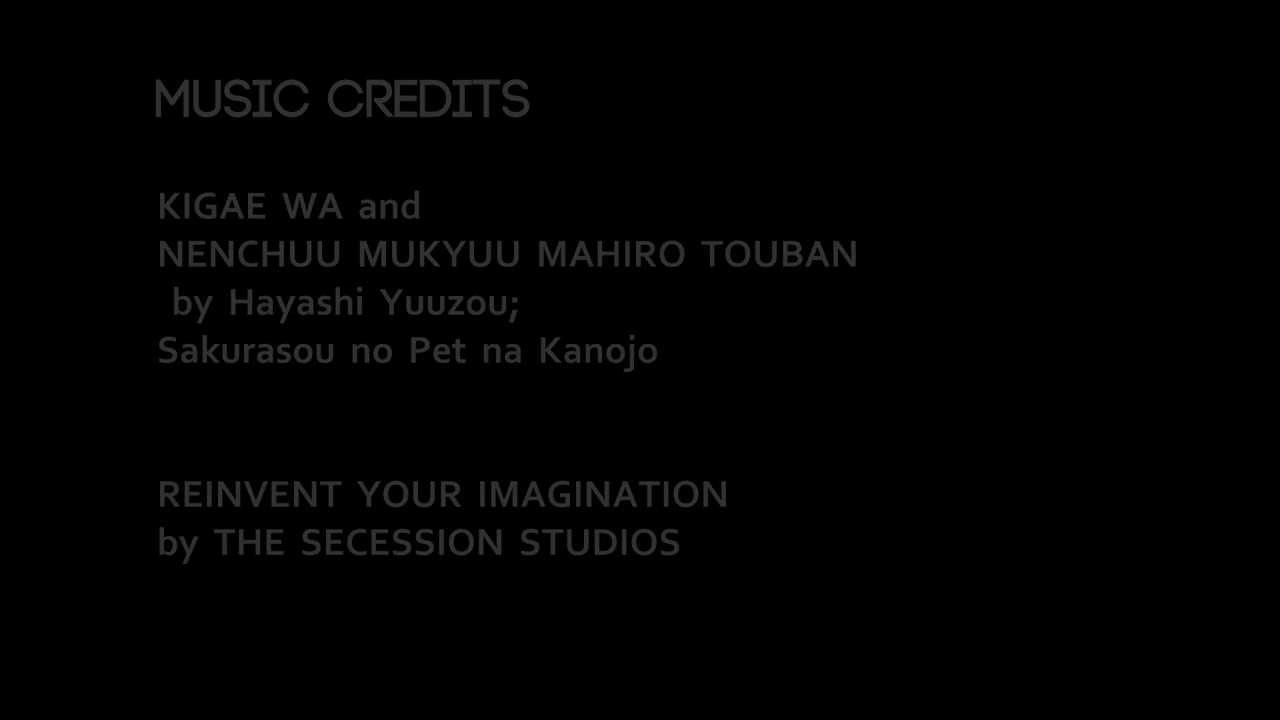 MUSIC CREDITS
KIGAE WA and
NENCHUU MUKYUU MAHIRO TOUBAN
by Hayashi Yuuzou;
Sakurasou no Pet na Kanojo
REINVENT YOUR IMAGINATION
by THE SECESSION STUDIOS